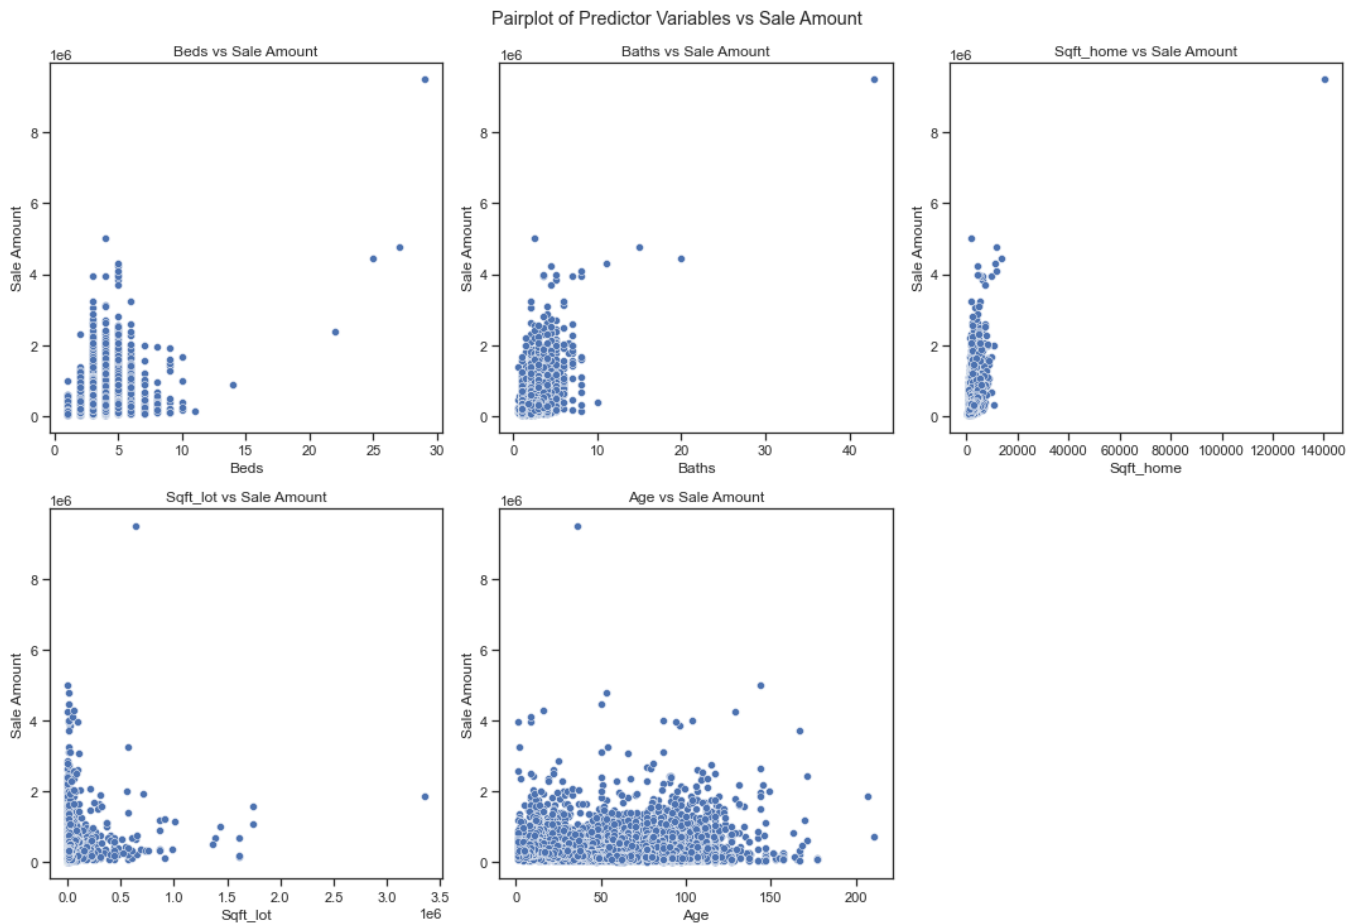 Pairplot of Predictor Variables vs Sale Amount
Beds vs Sale Amount
1e6
8
6
4
2
0
Sale Amount
0 5 10 15 20 25 30
Beds
Baths vs Sale Amount
1e6
8
6
4
2
0
Sale Amount
0 10 20 30 40
Baths
Sqft_home vs Sale Amount
1e6
8
6
4
2
0
Sale Amount
0 20000 40000 60000 80000 100000 120000 140000
Sqft_home
Sqft_lot vs Sale Amount
1e6
8
6
4
2
0
Sale Amount
0.0 0.5 1.0 1.5 2.0 2.5 3.0 3.5
1e6
Sqft_lot
Age vs Sale Amount
1e6
8
6
4
2
0
Sale Amount
0 50 100 150 200
Age